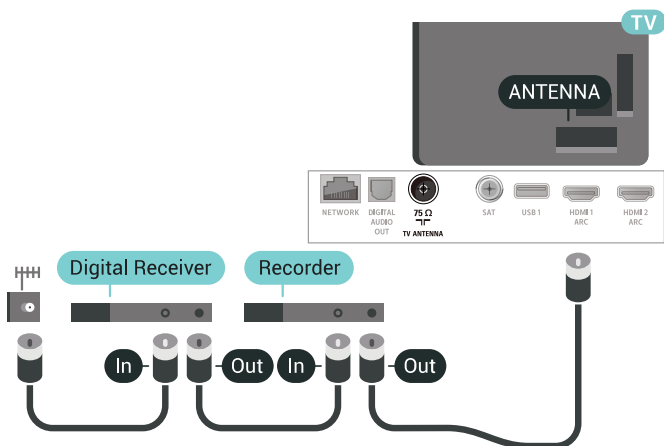 TV
ANTENNA
NETWORK
DIGITAL
AUDIO
OUT
75 Ω
TV ANTENNA
SAT
USB 1
HDMI 1
ARC
HDMI 2
ARC
Digital Receiver
Recorder
In
Out
In
Out